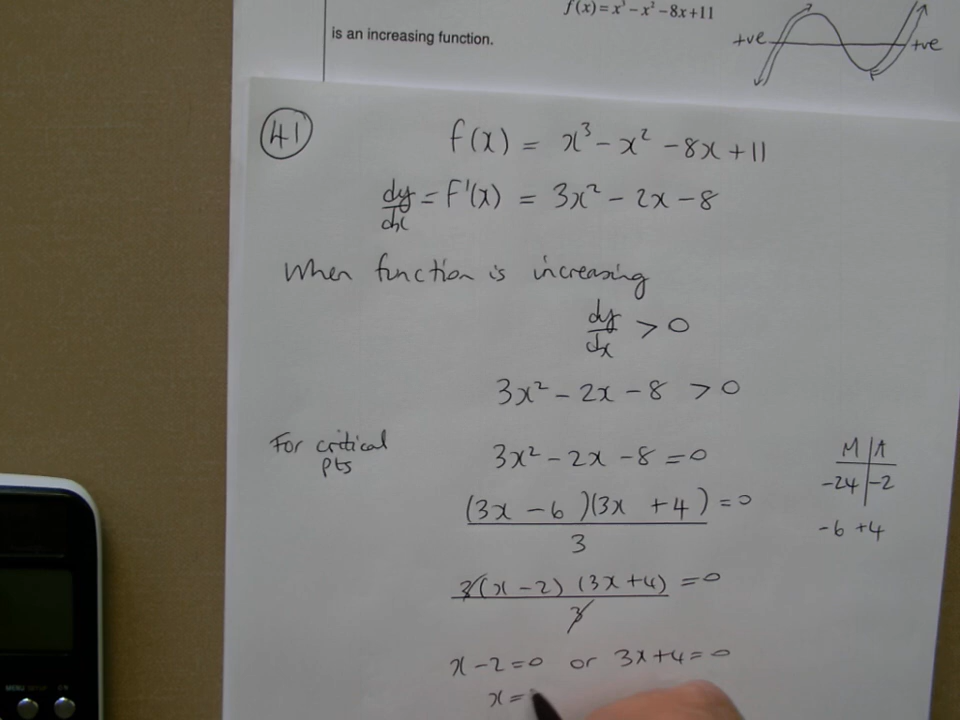 f(x) = x³ − x² − 8x + 11
is an increasing function.
+ve +ve
41
f(x) = x³ − x² − 8x + 11
dy/dx = f'(x) = 3x² − 2x − 8
When function is increasing
dy/dx > 0
3x² − 2x − 8 > 0
For critical pts
3x² − 2x − 8 = 0
M | A
−24 | −2
−6 +4
(3x − 6)(3x + 4)/3 = 0
3(x − 2)(3x + 4)/3 = 0
x − 2 = 0 or 3x + 4 = 0
x =
MENU SETUP ON